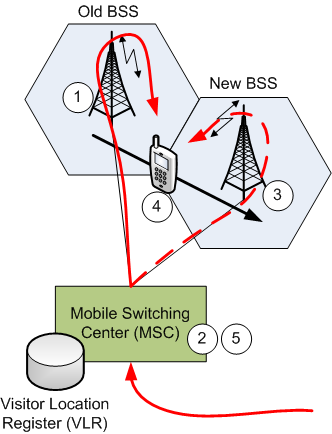 Old BSS
1
New BSS
3
4
Mobile Switching
Center (MSC)
2 5
Visitor Location
Register (VLR)